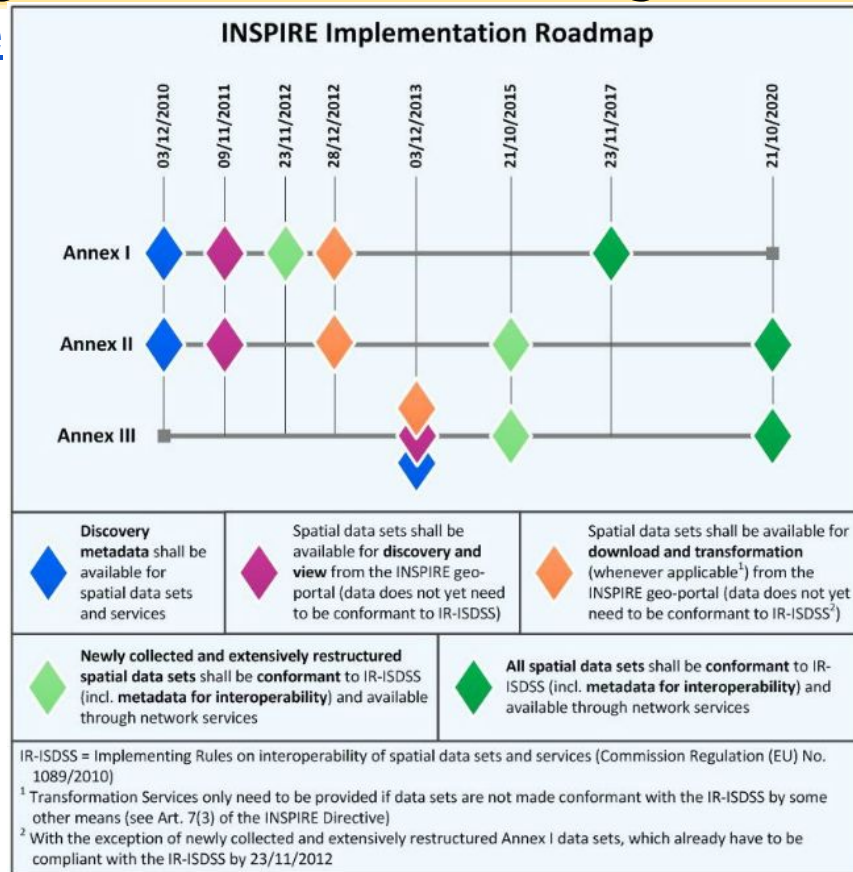 INSPIRE Implementation Roadmap
03/12/2010
09/11/2011
23/11/2012
28/12/2012
03/12/2013
21/10/2015
23/11/2017
21/10/2020
Annex I
Annex II
Annex III
Discovery
metadata shall be
available for
spatial data sets
and services
Spatial data sets shall be
available for discovery and
view from the INSPIRE geo-
portal (data does not yet need
to be conformant to IR-ISDSS)
Spatial data sets shall be available for
download and transformation
(whenever applicable¹) from the
INSPIRE geo-portal (data does not yet
need to be conformant to IR-ISDSS²)
Newly collected and extensively restructured
spatial data sets shall be conformant to IR-ISDSS
(incl. metadata for interoperability) and available
through network services
All spatial data sets shall be conformant to IR-
ISDSS (incl. metadata for interoperability) and
available through network services
IR-ISDSS = Implementing Rules on interoperability of spatial data sets and services (Commission Regulation (EU) No.
1089/2010)
¹ Transformation Services only need to be provided if data sets are not made conformant with the IR-ISDSS by some
other means (see Art. 7(3) of the INSPIRE Directive)
² With the exception of newly collected and extensively restructured Annex I data sets, which already have to be
compliant with the IR-ISDSS by 23/11/2012